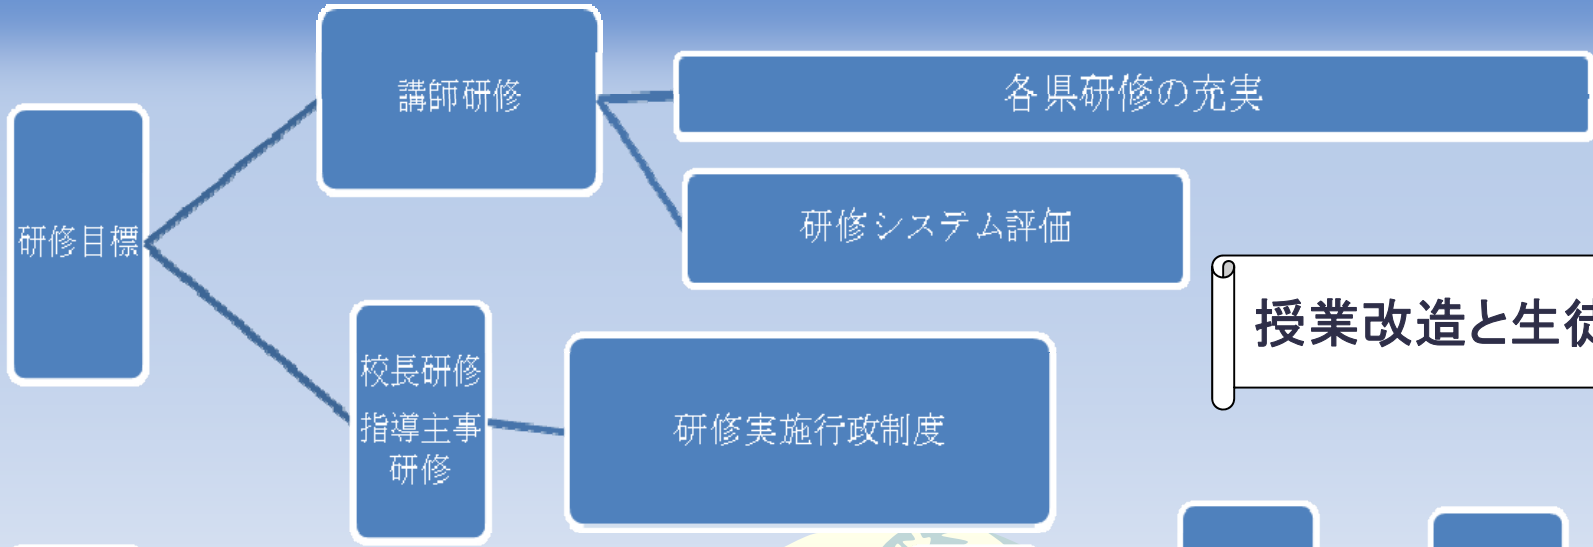 講師研修
各県研修の充実
研修目標
研修システム評価
授業改造と生
校長研修
指導主事
研修
研修実施行政制度